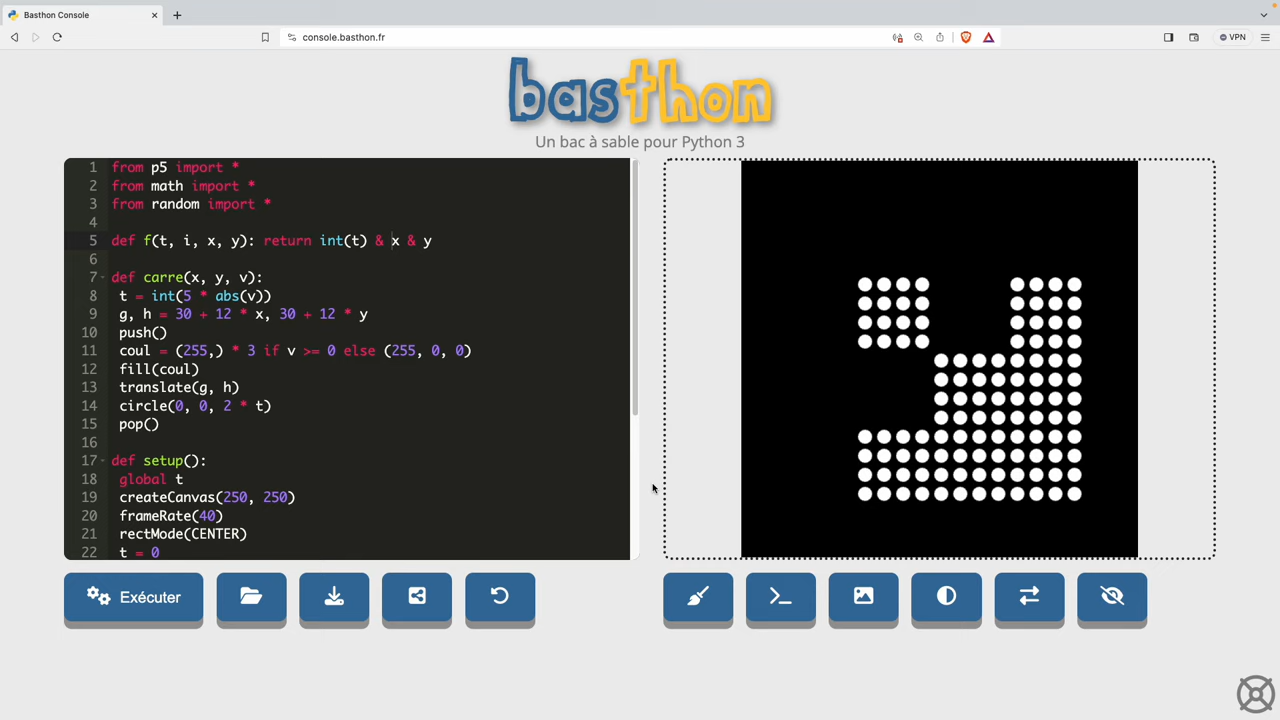 Basthon Console
console.basthon.fr
VPN
basthon
Un bac à sable pour Python 3
1 from p5 import *
2 from math import *
3 from random import *
4
5 def f(t, i, x, y): return int(t) & x & y
6
7 def carre(x, y, v):
8 t = int(5 * abs(v))
9 g, h = 30 + 12 * x, 30 + 12 * y
10 push()
11 coul = (255,) * 3 if v >= 0 else (255, 0, 0)
12 fill(coul)
13 translate(g, h)
14 circle(0, 0, 2 * t)
15 pop()
16
17 def setup():
18 global t
19 createCanvas(250, 250)
20 frameRate(40)
21 rectMode(CENTER)
22 t = 0
Exécuter